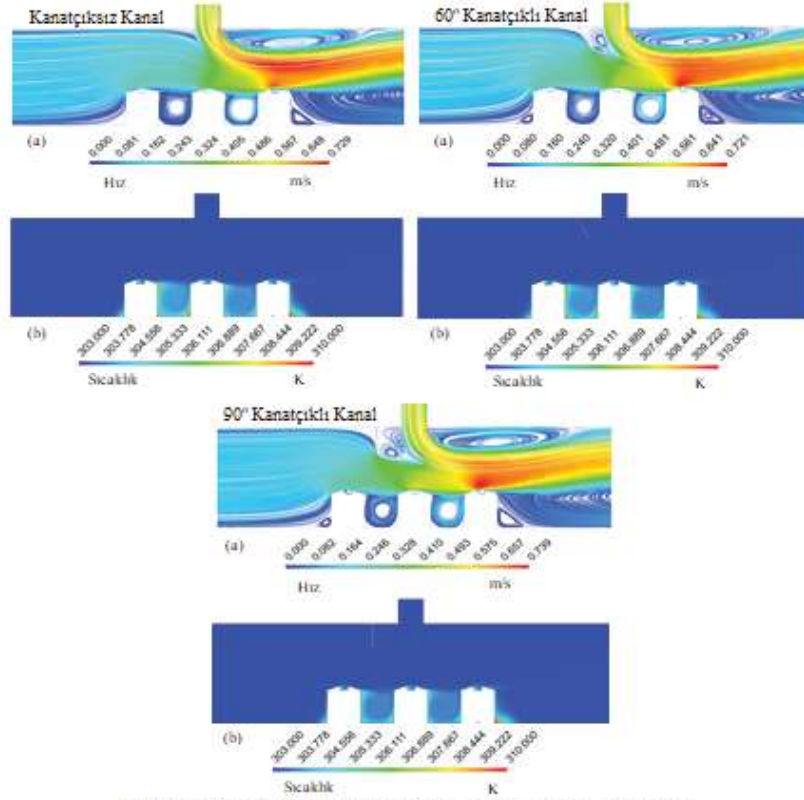 Kanatçıksız Kanal
60º Kanatçıklı Kanal
(a)
0.000 0.081 0.162 0.243 0.324 0.405 0.486 0.567 0.648 0.729
Hız m/s
(a)
0.000 0.080 0.160 0.240 0.320 0.401 0.481 0.561 0.641 0.721
Hız m/s
(b)
303.000 303.778 304.556 305.333 306.111 306.889 307.667 308.444 309.222 310.000
Sıcaklık K
(b)
303.000 303.778 304.556 305.333 306.111 306.889 307.667 308.444 309.222 310.000
Sıcaklık K
90º Kanatçıklı Kanal
(a)
0.000 0.082 0.164 0.246 0.328 0.410 0.493 0.575 0.657 0.739
Hız m/s
(b)
303.000 303.778 304.556 305.333 306.111 306.889 307.667 308.444 309.222 310.000
Sıcaklık K